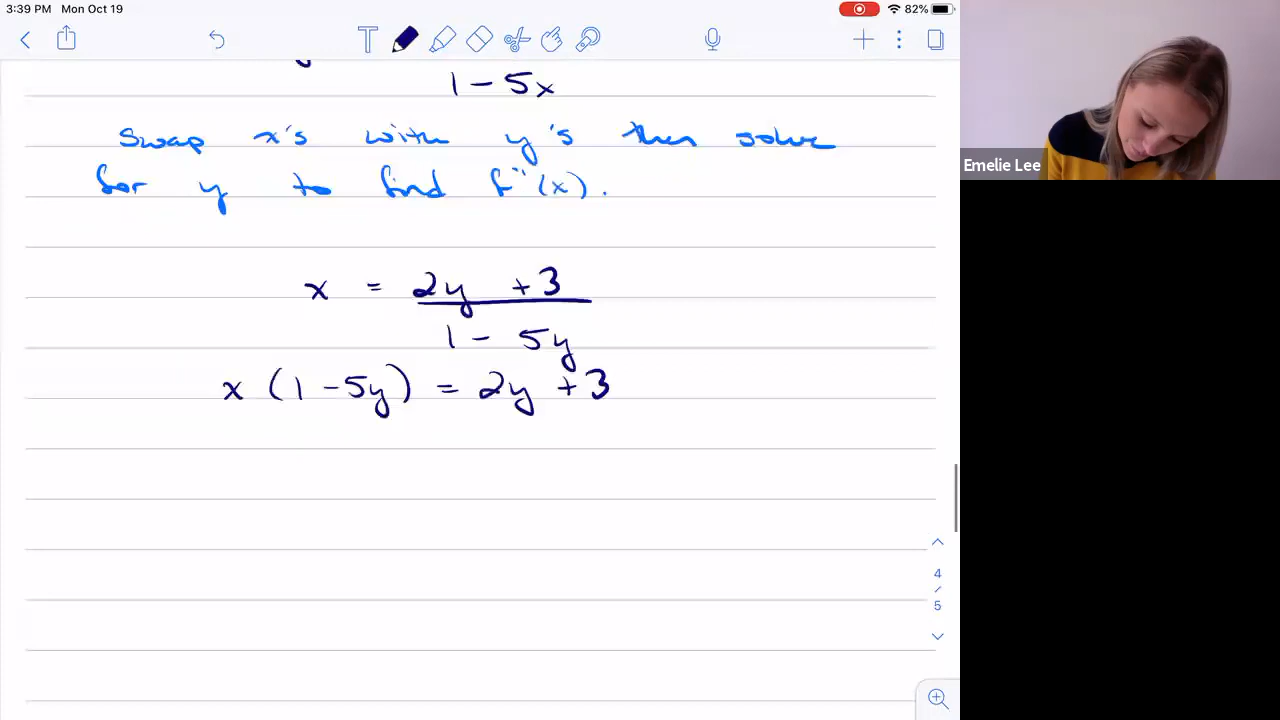 3:39 PM Mon Oct 19
82%
T
1 - 5x
Swap x's with y's then solve
for y to find f⁻¹(x).
Emelie Lee
x = 2y + 3
1 - 5y
x (1 - 5y) = 2y + 3
4
/
5